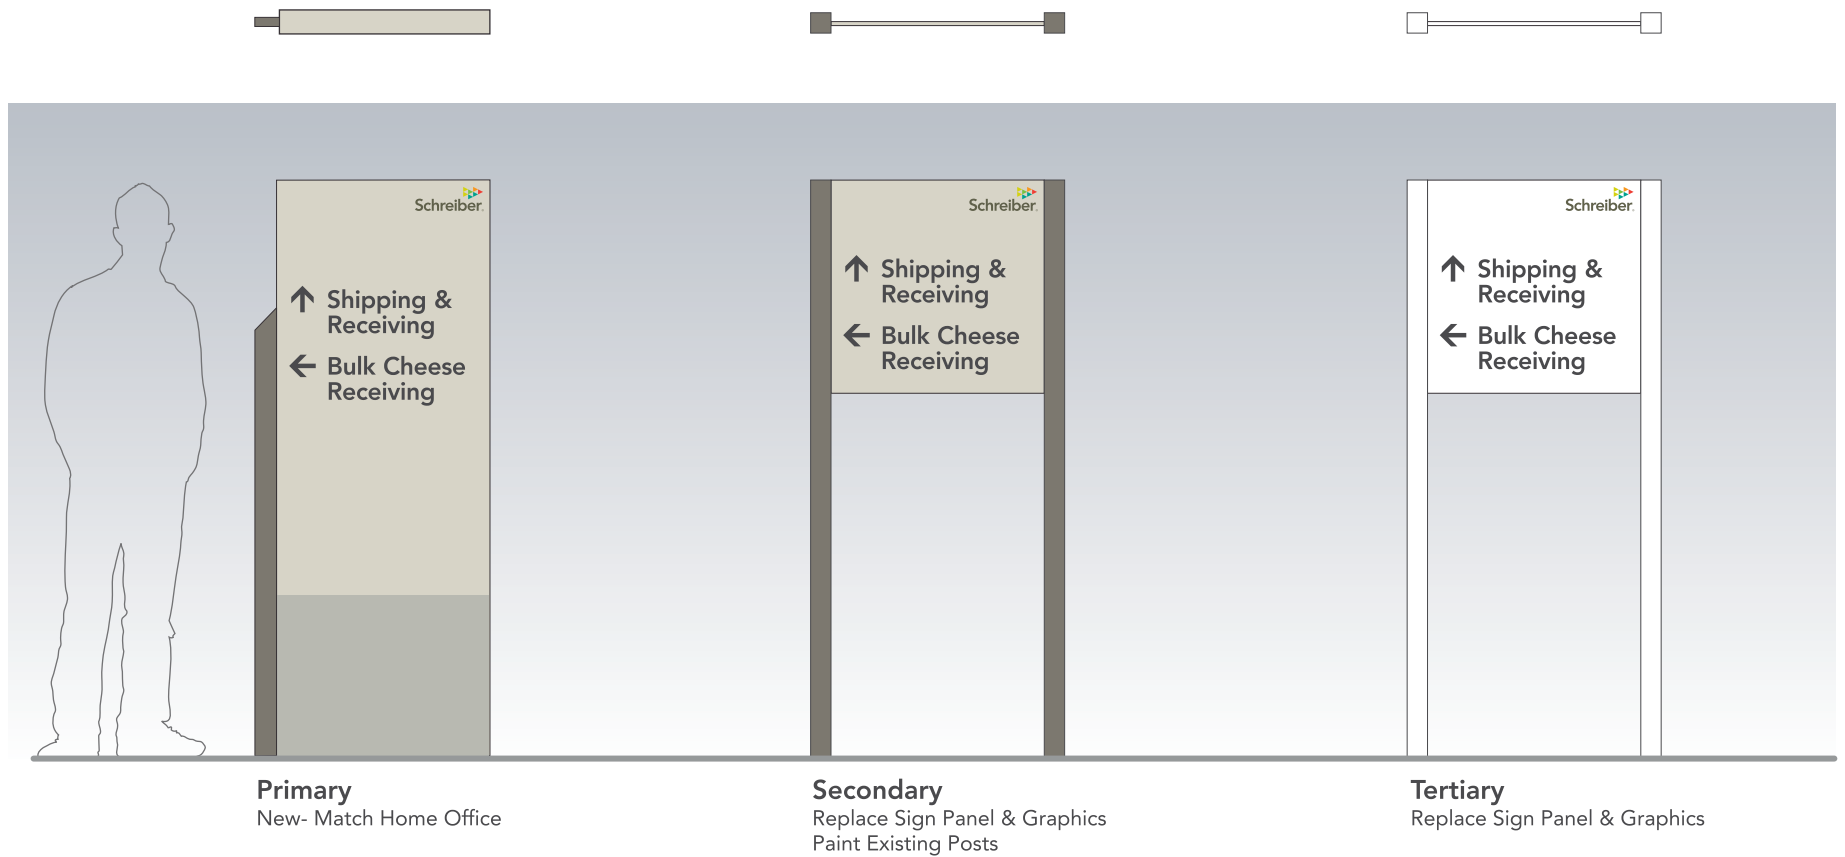 Schreiber
Shipping &
Receiving
Bulk Cheese
Receiving
Schreiber
Shipping &
Receiving
Bulk Cheese
Receiving
Schreiber
Shipping &
Receiving
Bulk Cheese
Receiving
Primary
New- Match Home Office
Secondary
Replace Sign Panel & Graphics
Paint Existing Posts
Tertiary
Replace Sign Panel & Graphics